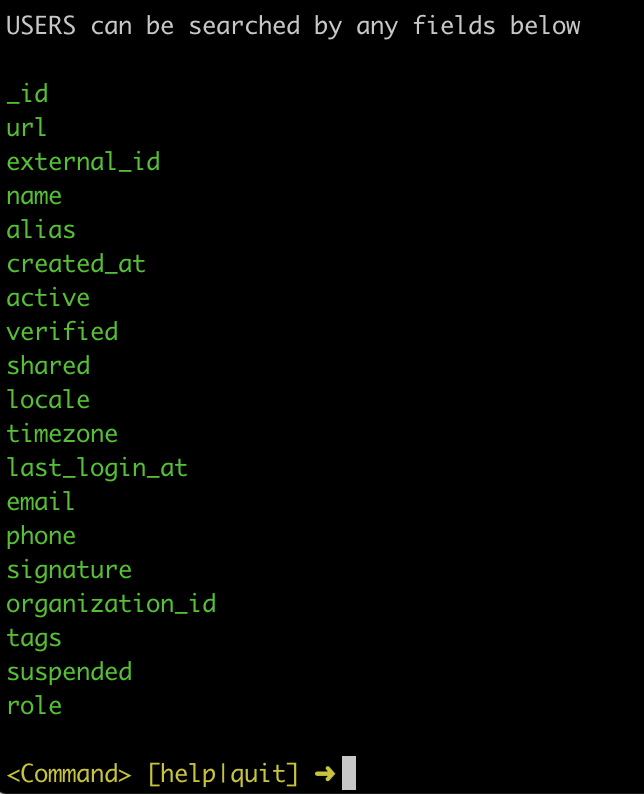 USERS can be searched by any fields below
_id
url
external_id
name
alias
created_at
active
verified
shared
locale
timezone
last_login_at
email
phone
signature
organization_id
tags
suspended
role
<Command> [help|quit] ➜